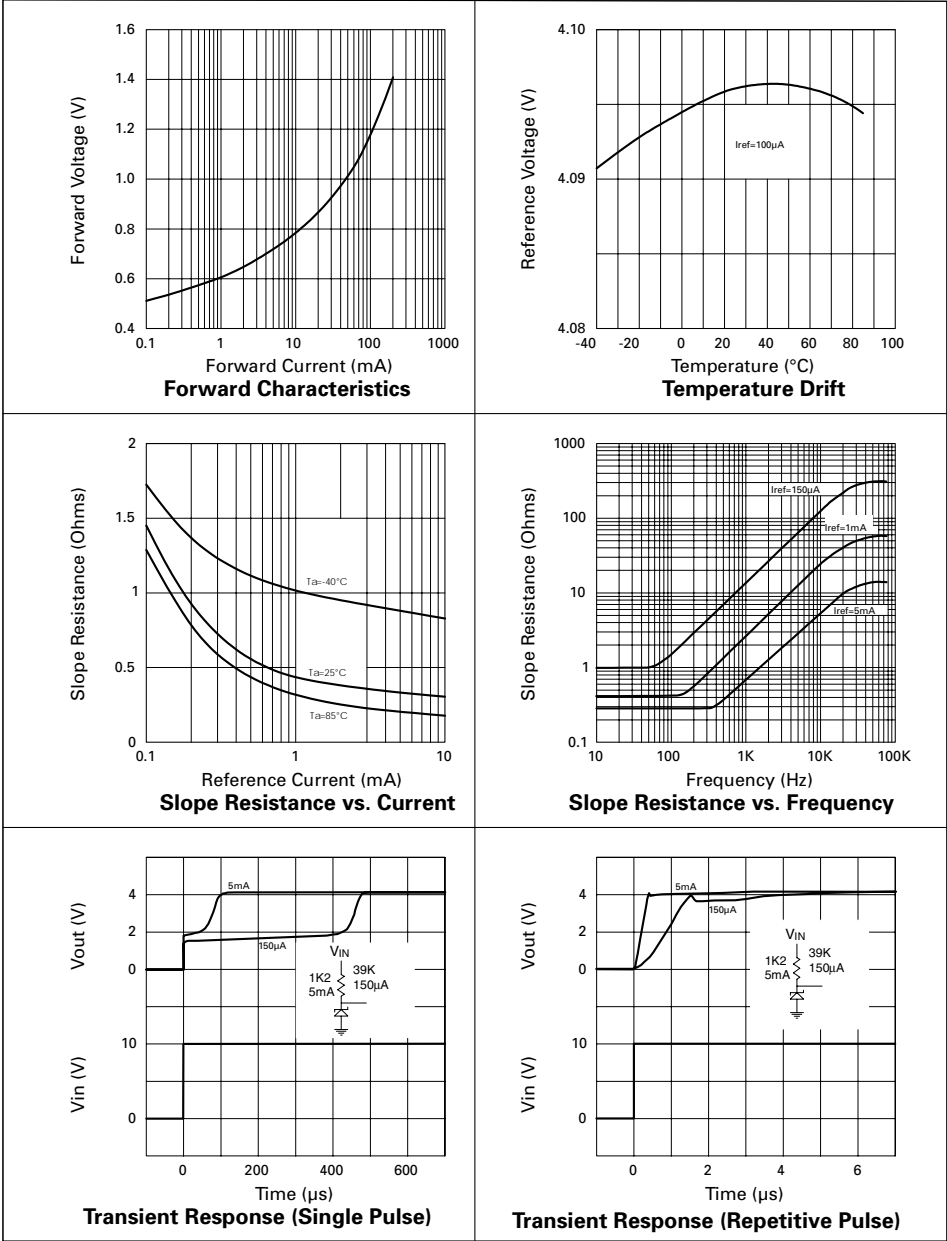 Forward Voltage (V)
1.6
1.4
1.2
1.0
0.8
0.6
0.4
0.1 1 10 100 1000
Forward Current (mA)
Forward Characteristics
Reference Voltage (V)
4.10
4.09
4.08
Iref=100µA
-40 -20 0 20 40 60 80 100
Temperature (°C)
Temperature Drift
Slope Resistance (Ohms)
2
1.5
1
0.5
0
Ta=-40°C
Ta=25°C
Ta=85°C
0.1 1 10
Reference Current (mA)
Slope Resistance vs. Current
Slope Resistance (Ohms)
1000
100
10
1
0.1
Iref=150µA
Iref=1mA
Iref=5mA
10 100 1K 10K 100K
Frequency (Hz)
Slope Resistance vs. Frequency
Vout (V)
4
2
0
5mA
150µA
VIN
1K2
5mA
39K
150µA
Vin (V)
10
0
0 200 400 600
Time (µs)
Transient Response (Single Pulse)
Vout (V)
4
2
0
5mA
150µA
VIN
1K2
5mA
39K
150µA
Vin (V)
10
0
0 2 4 6
Time (µs)
Transient Response (Repetitive Pulse)